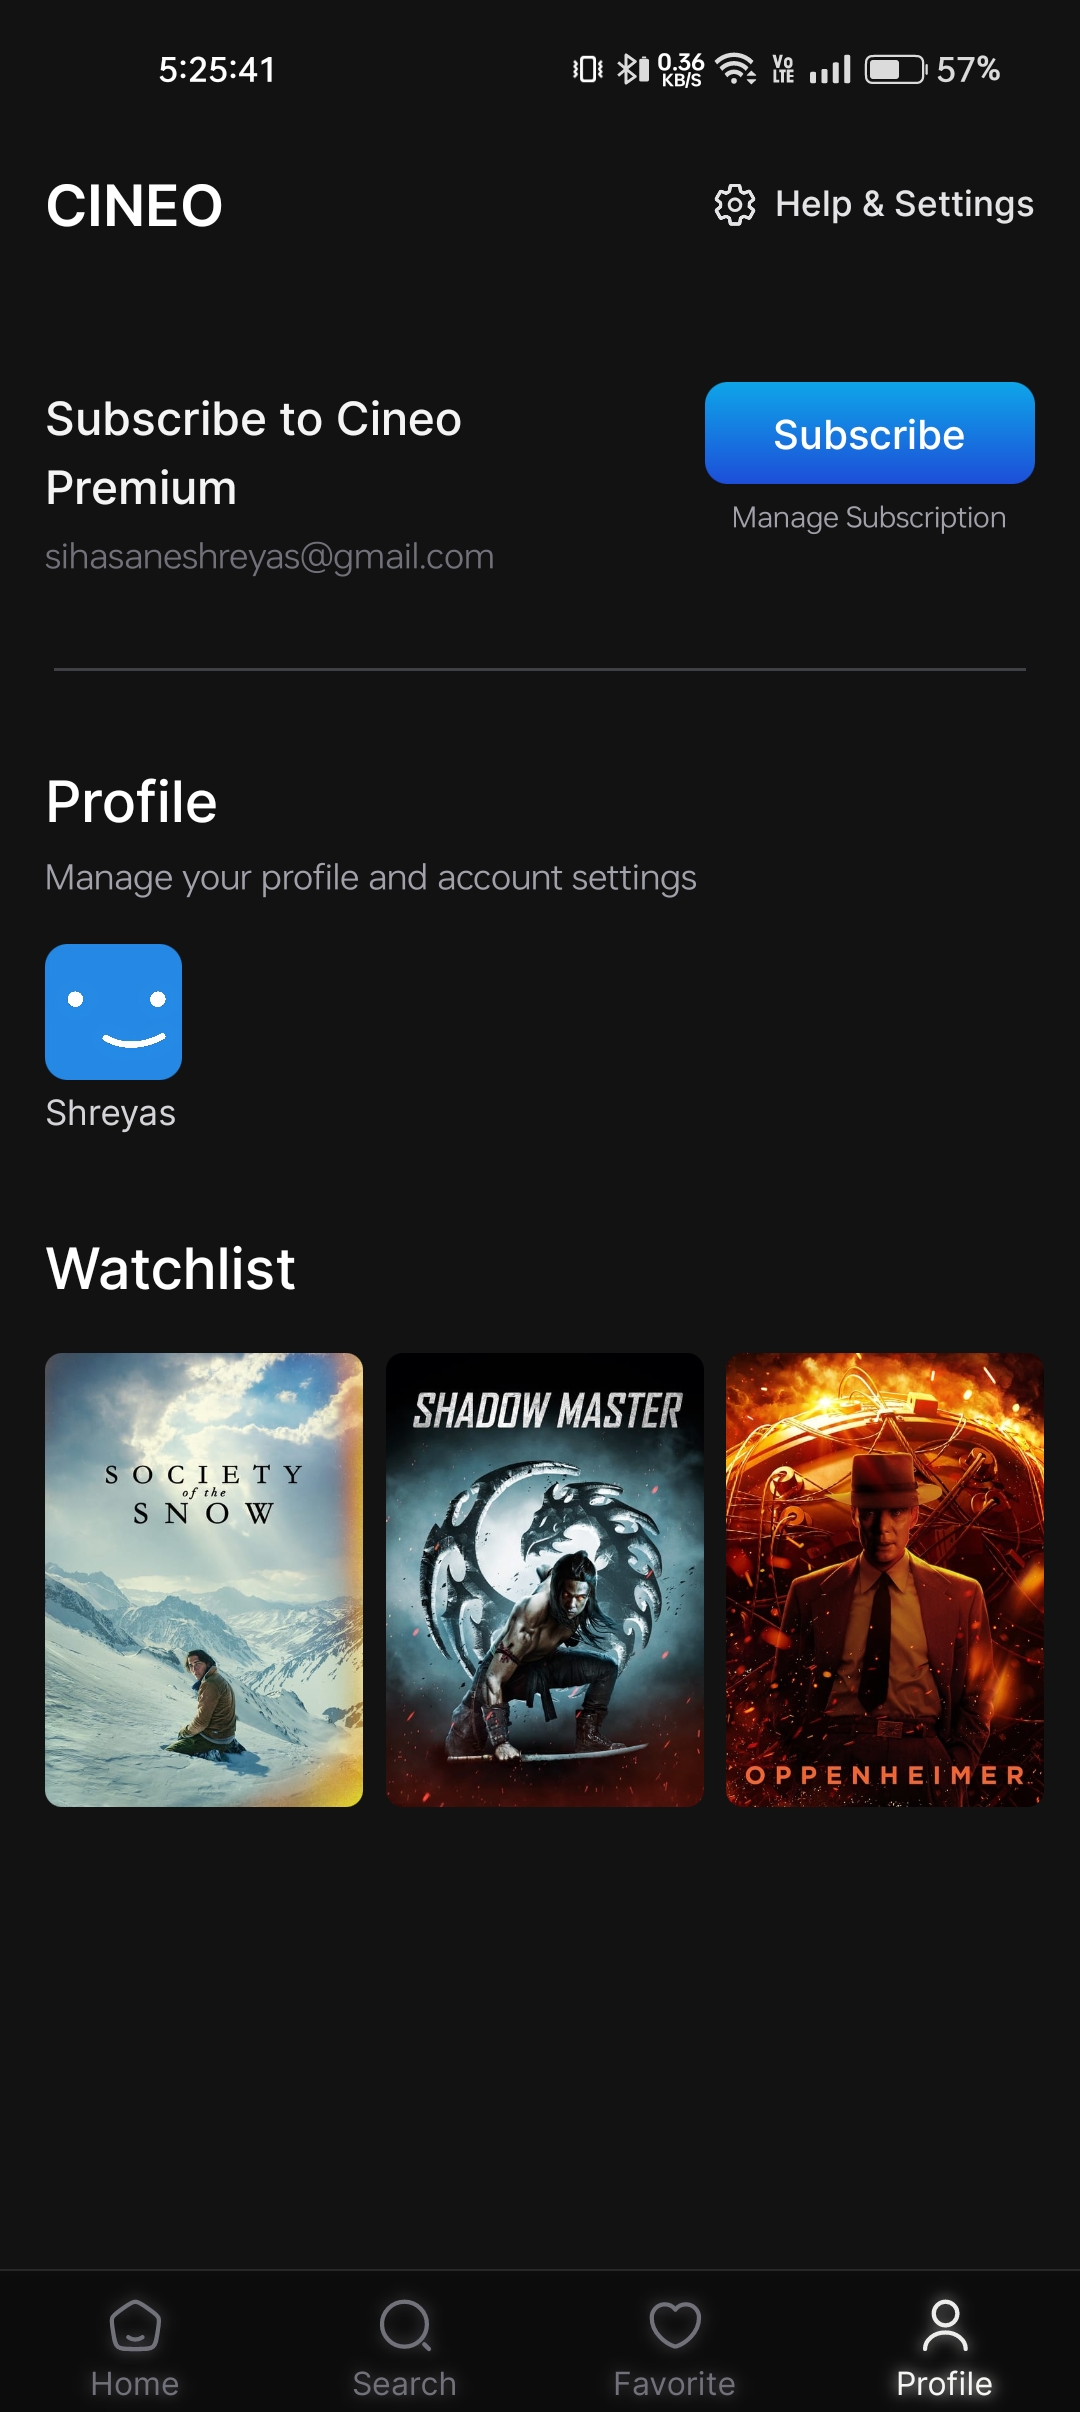 5:25:41
0.36
KB/S
Vo
LTE
57%
CINEO
Help & Settings
Subscribe to Cineo
Premium
sihasaneshreyas@gmail.com
Subscribe
Manage Subscription
Profile
Manage your profile and account settings
Shreyas
Watchlist
SOCIETY
of the
SNOW
SHADOW MASTER
OPPENHEIMER
Home
Search
Favorite
Profile